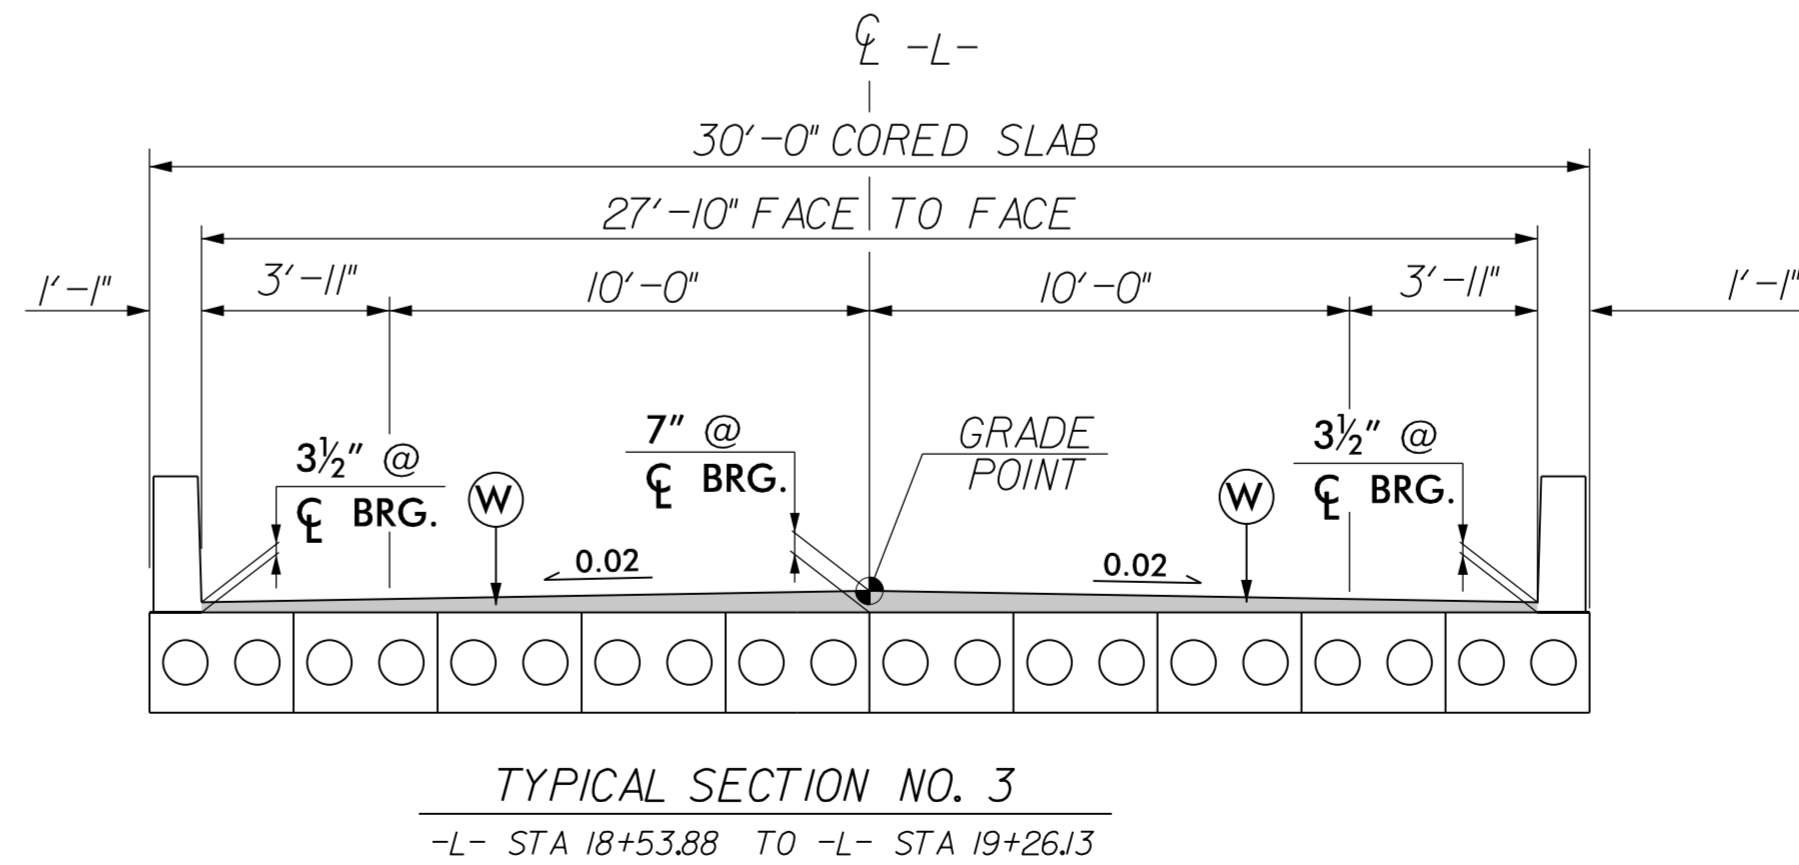 ℄ -L-
30'-0" CORED SLAB
27'-10" FACE TO FACE
1'-1" 3'-11" 10'-0" 10'-0" 3'-11" 1'-1"
3½" @
℄ BRG.
W
7" @
℄ BRG.
GRADE
POINT
W
3½" @
℄ BRG.
0.02
0.02
TYPICAL SECTION NO. 3
-L- STA 18+53.88 TO -L- STA 19+26.13